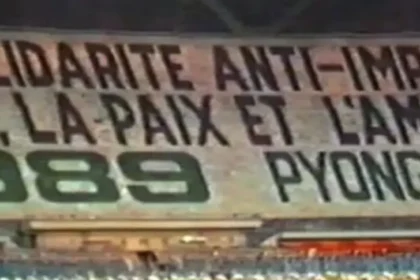 LIDARITE ANTI-IMP
, LA PAIX ET L'AM
989 PYONG